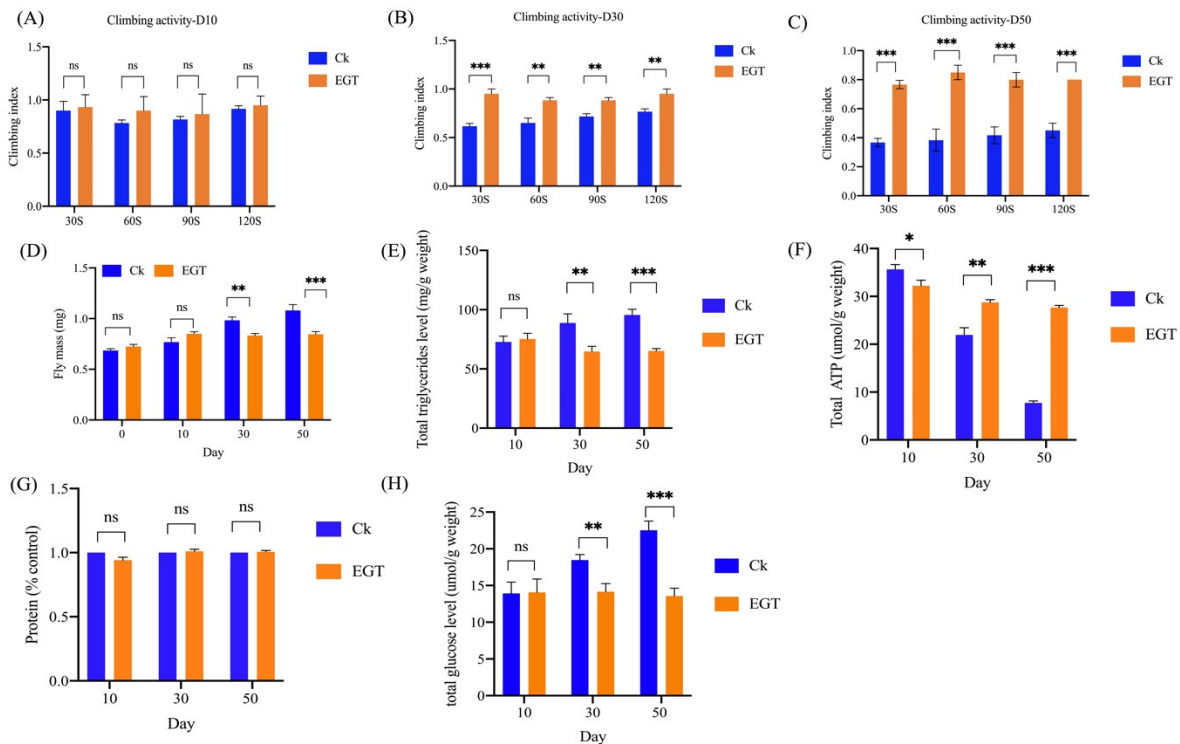 (A)
Climbing activity-D10
Climbing index
1.5
1.0
0.5
0.0
ns
ns
ns
ns
Ck
EGT
30S 60S 90S 120S
(B)
Climbing activity-D30
Climbing index
1.5
1.0
0.5
0.0
***
**
**
**
Ck
EGT
30S 60S 90S 120S
(C)
Climbing activity-D50
Climbing index
1.0
0.8
0.6
0.4
0.2
0.0
***
***
***
***
Ck
EGT
30S 60S 90S 120S
(D)
Fly mass (mg)
1.5
1.0
0.5
0.0
Ck EGT
ns
ns
**
***
0 10 30 50
Day
(E)
Total triglycerides level (mg/g weight)
150
100
50
0
ns
**
***
Ck
EGT
10 30 50
Day
(F)
Total ATP (umol/g weight)
40
30
20
10
0
*
**
***
Ck
EGT
10 30 50
Day
(G)
Protein (% control)
1.5
1.0
0.5
0.0
ns
ns
ns
Ck
EGT
10 30 50
Day
(H)
total glucose level (umol/g weight)
25
20
15
10
5
0
ns
**
***
Ck
EGT
10 30 50
Day